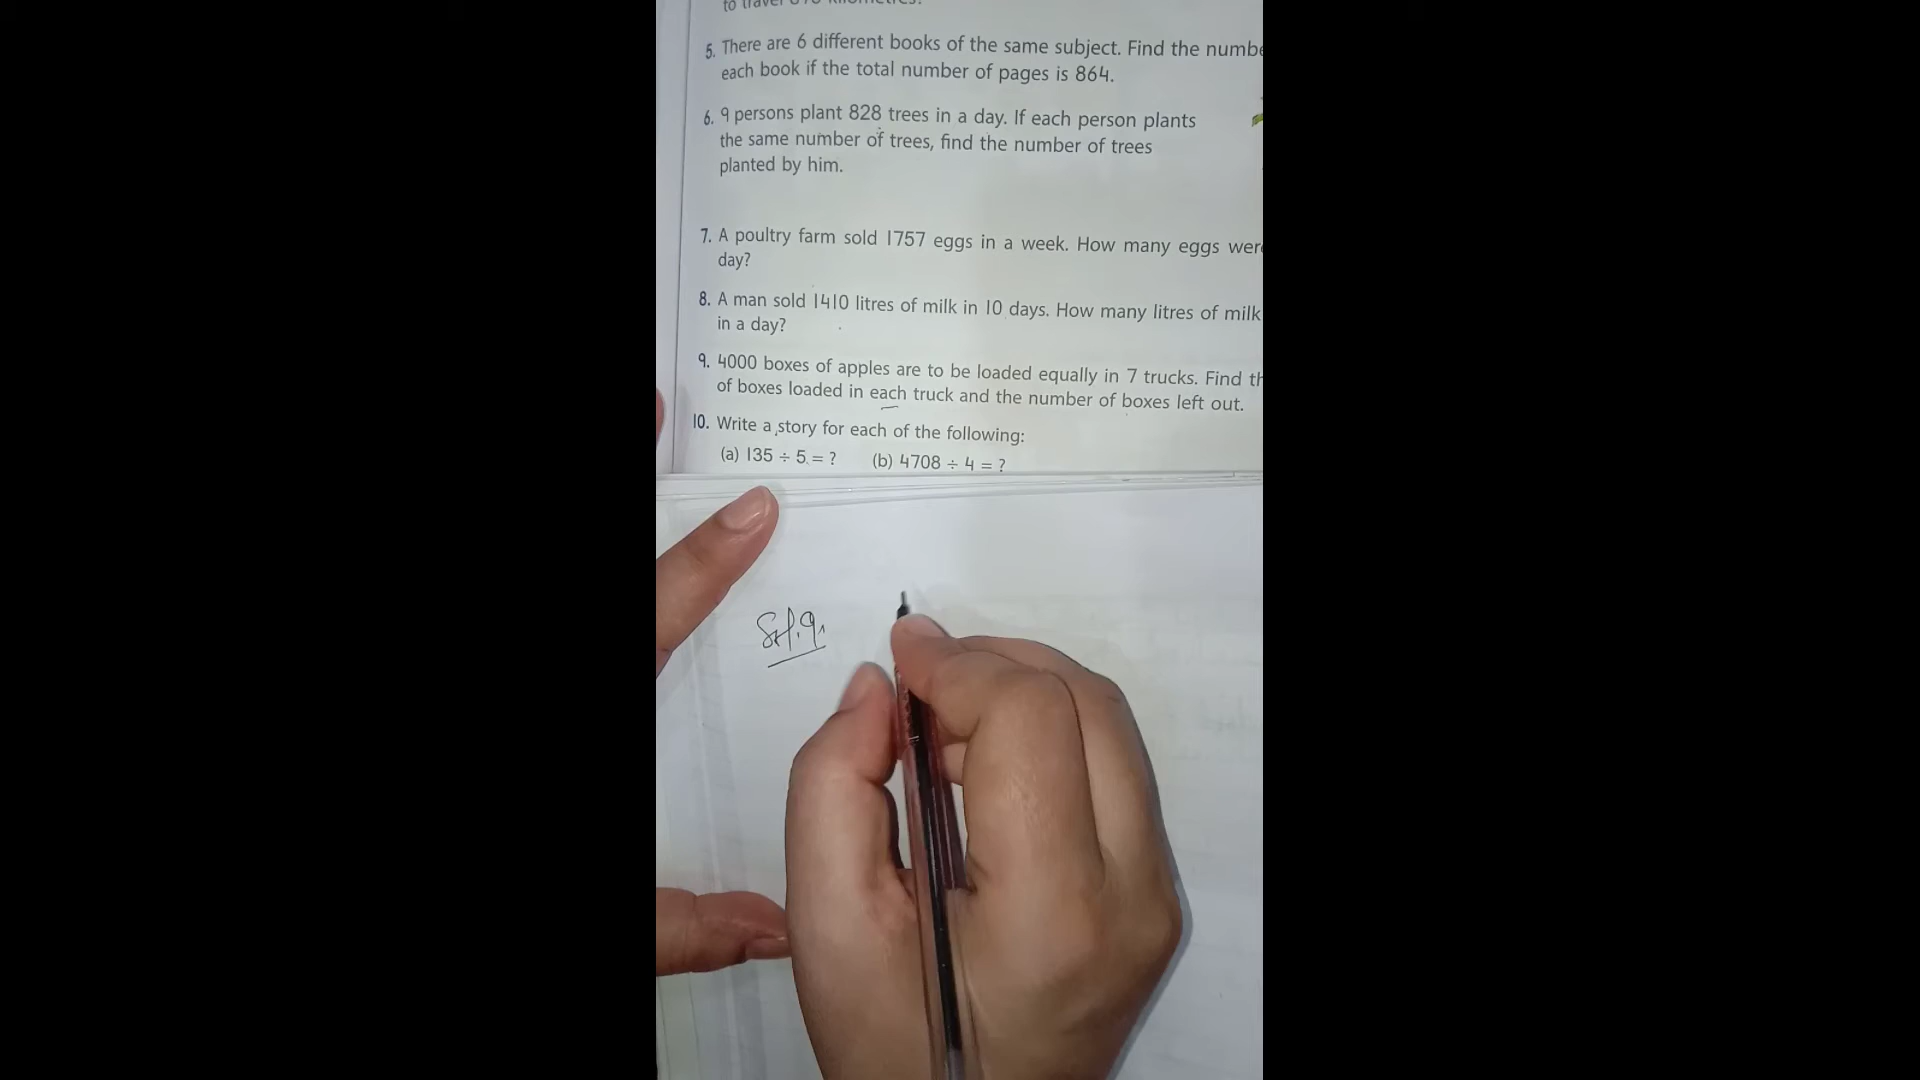 to travel
5. There are 6 different books of the same subject. Find the numbe
each book if the total number of pages is 864.
6. 9 persons plant 828 trees in a day. If each person plants
the same number of trees, find the number of trees
planted by him.
7. A poultry farm sold 1757 eggs in a week. How many eggs were
day?
8. A man sold 1410 litres of milk in 10 days. How many litres of milk
in a day?
9. 4000 boxes of apples are to be loaded equally in 7 trucks. Find th
of boxes loaded in each truck and the number of boxes left out.
10. Write a story for each of the following:
(a) 135 ÷ 5 = ? (b) 4708 ÷ 4 = ?
Sol.9.